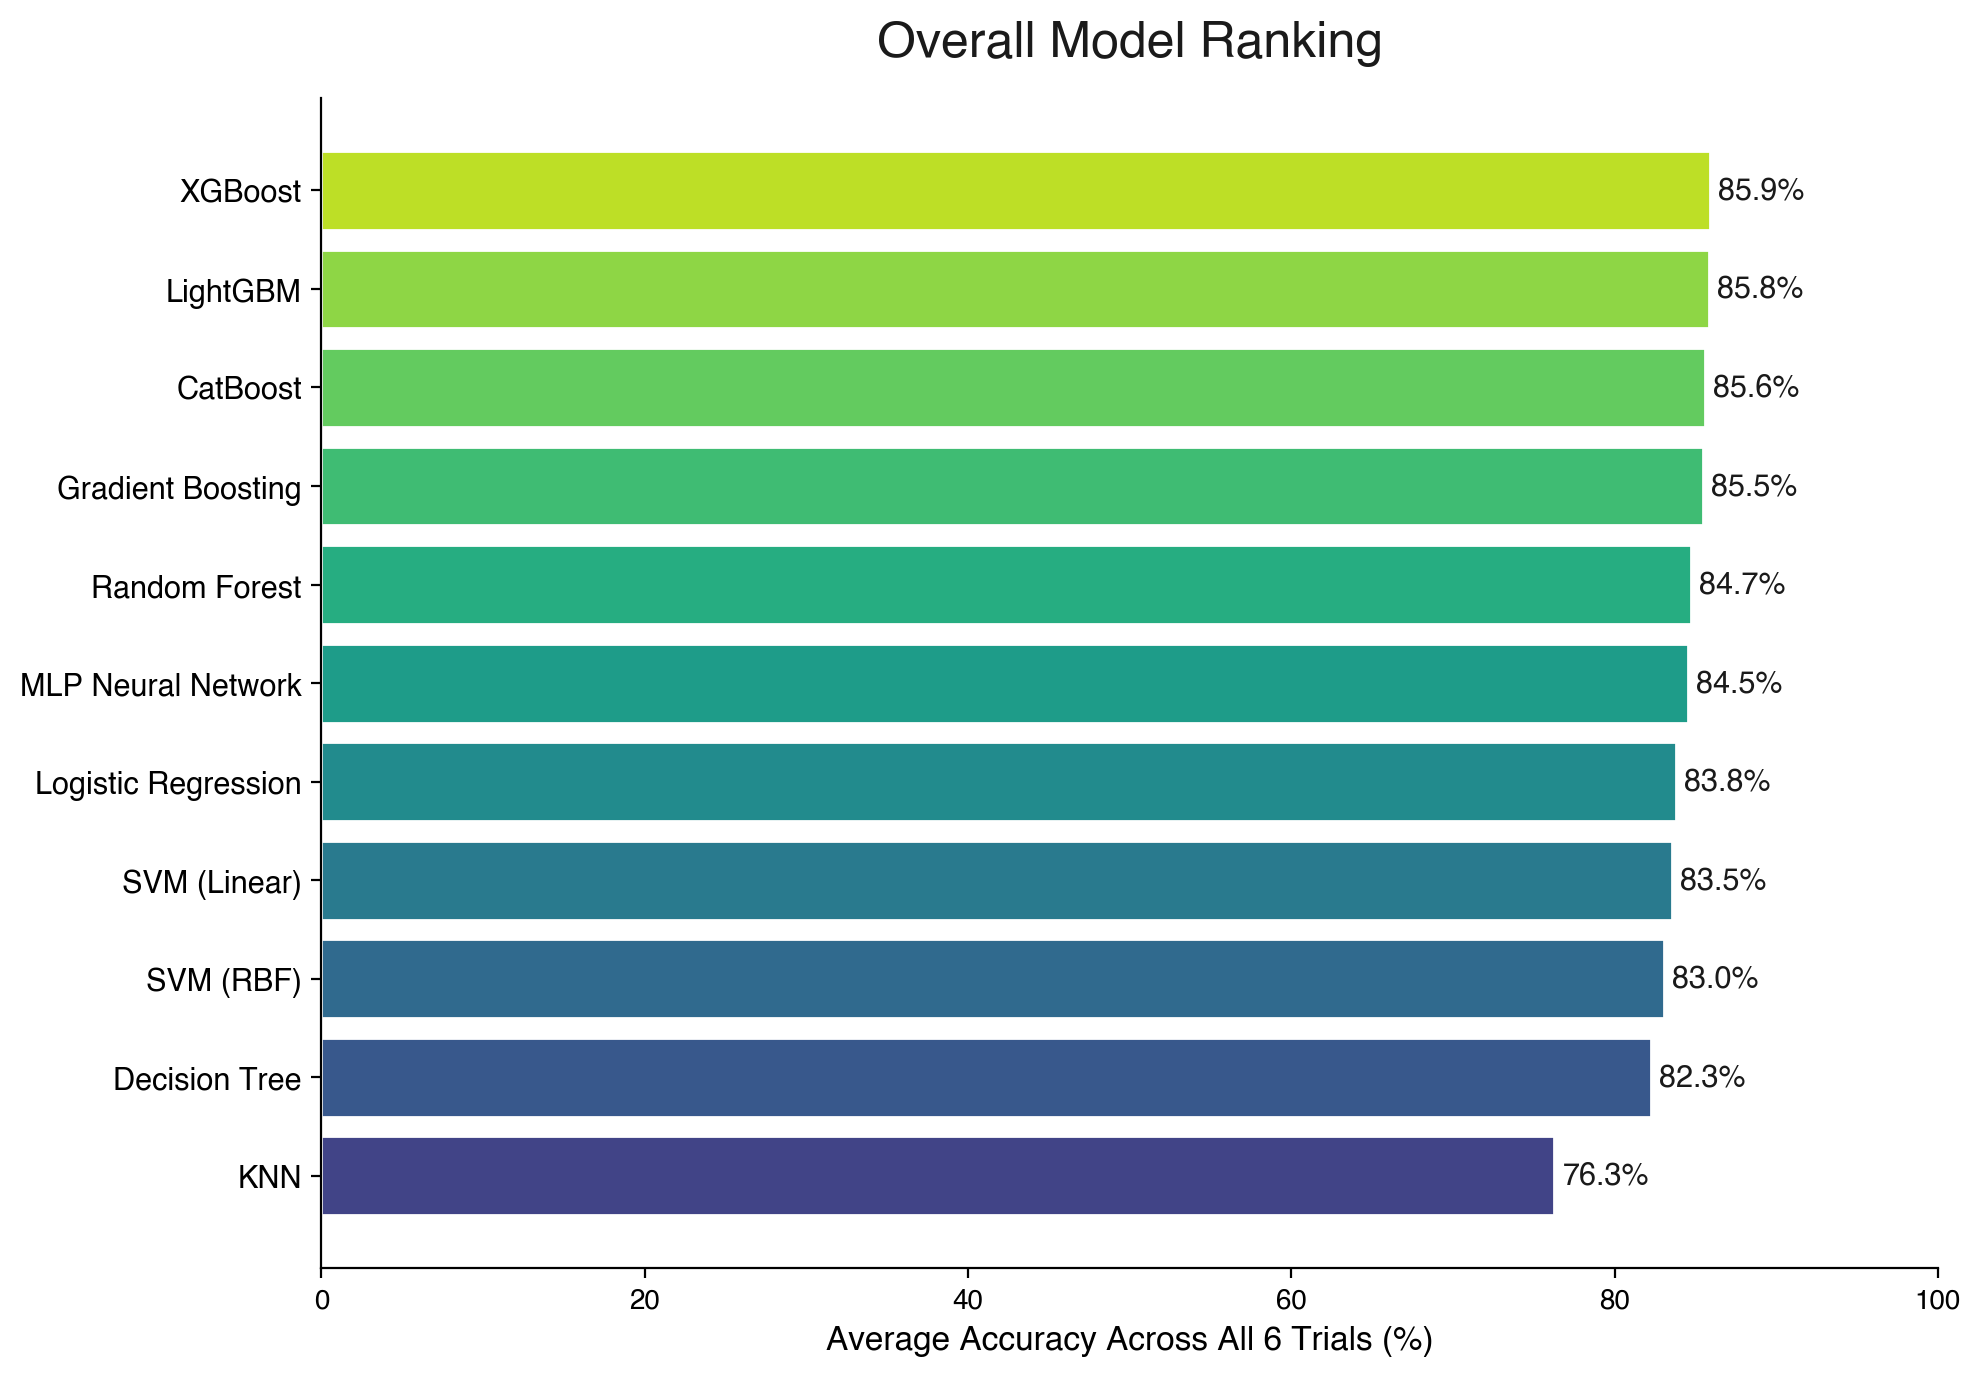 Overall Model Ranking
XGBoost
85.9%
LightGBM
85.8%
CatBoost
85.6%
Gradient Boosting
85.5%
Random Forest
84.7%
MLP Neural Network
84.5%
Logistic Regression
83.8%
SVM (Linear)
83.5%
SVM (RBF)
83.0%
Decision Tree
82.3%
KNN
76.3%
0 20 40 60 80 100
Average Accuracy Across All 6 Trials (%)